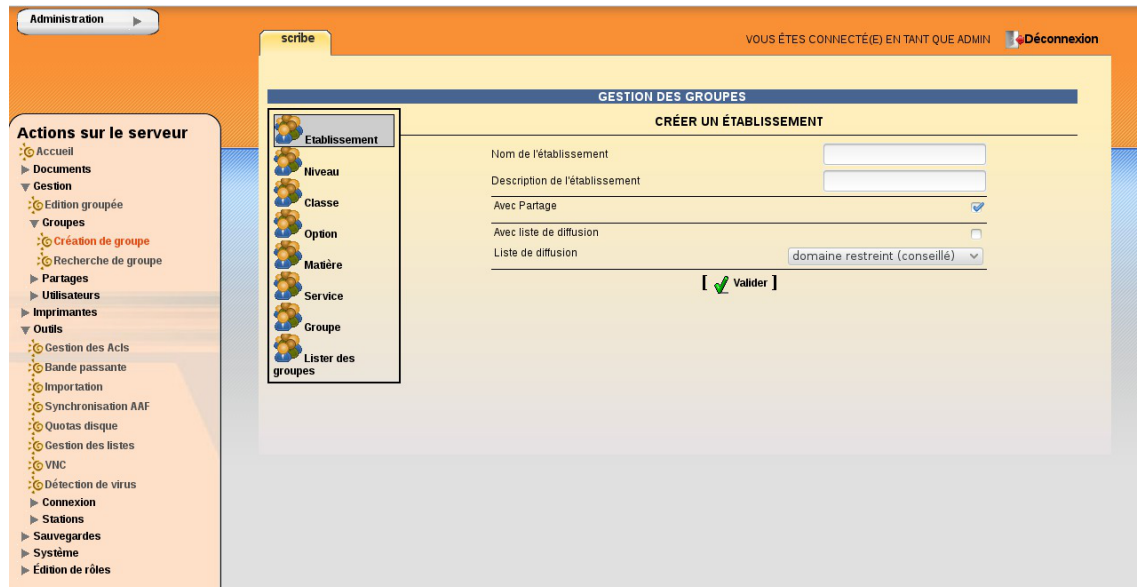 Administration
scribe
VOUS ÊTES CONNECTÉ(E) EN TANT QUE ADMIN
Déconnexion
Actions sur le serveur
Accueil
Documents
Gestion
Edition groupée
Groupes
Création de groupe
Recherche de groupe
Partages
Utilisateurs
Imprimantes
Outils
Gestion des Acls
Bande passante
Importation
Synchronisation AAF
Quotas disque
Gestion des listes
VNC
Détection de virus
Connexion
Stations
Sauvegardes
Système
Édition de rôles
GESTION DES GROUPES
Etablissement
Niveau
Classe
Option
Matière
Service
Groupe
Lister des
groupes
CRÉER UN ÉTABLISSEMENT
Nom de l'établissement
Description de l'établissement
Avec Partage
Avec liste de diffusion
Liste de diffusion
domaine restreint (conseillé)
[ Valider ]